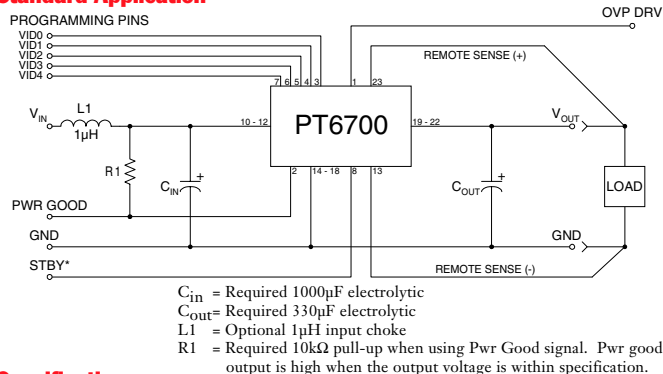 Standard Application
PROGRAMMING PINS
OVP DRV
VID0
VID1
VID2
VID3
VID4
REMOTE SENSE (+)
7 6 5 4 3 1 23
VIN
L1
1µH
10 - 12
PT6700
19 - 22
VOUT
R1
CIN
+
COUT
+
LOAD
2 14 - 18 8 13
PWR GOOD
GND
GND
STBY*
REMOTE SENSE (-)
Cin = Required 1000µF electrolytic
Cout= Required 330µF electrolytic
L1 = Optional 1µH input choke
R1 = Required 10kΩ pull-up when using Pwr Good signal. Pwr good
output is high when the output voltage is within specification.